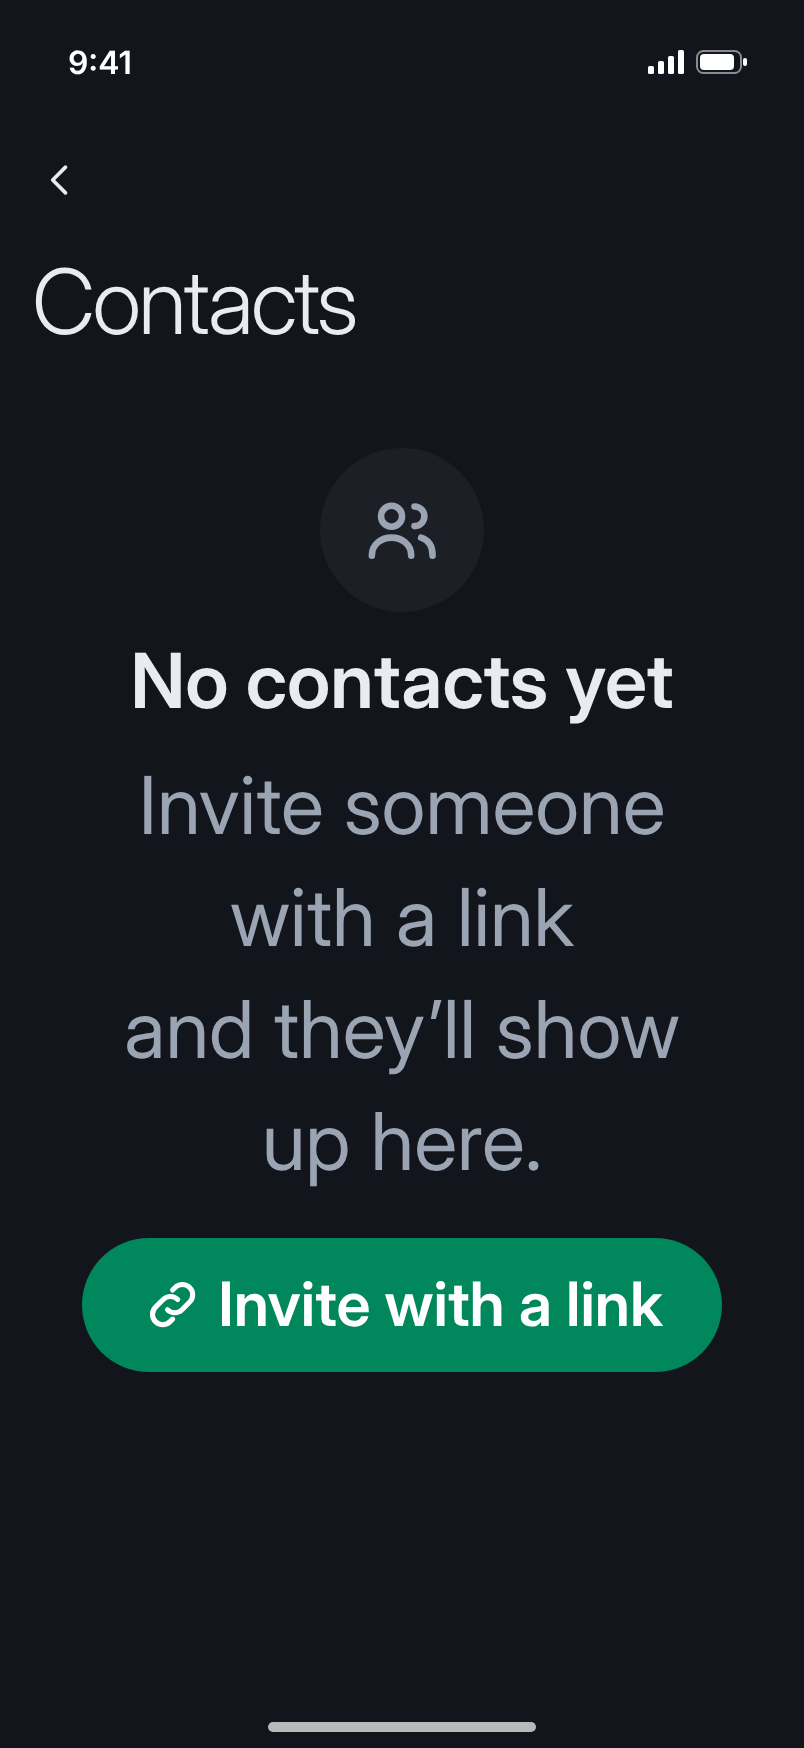 9:41
Contacts
No contacts yet
Invite someone
with a link
and they’ll show
up here.
Invite with a link